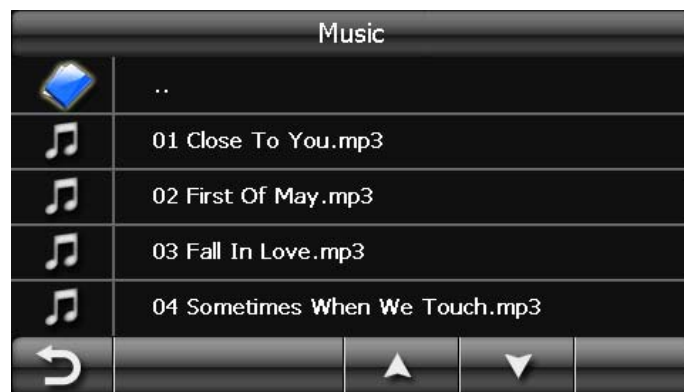 Music
..
01 Close To You.mp3
02 First Of May.mp3
03 Fall In Love.mp3
04 Sometimes When We Touch.mp3